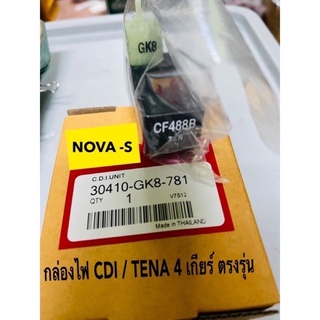 GK8
CF488B
NOVA -S
C.D.I.UNIT
30410-GK8-781
QTY
1
Made in THAILAND
กล่องไฟ CDI / TENA 4 เกียร์ ตรงรุ่น